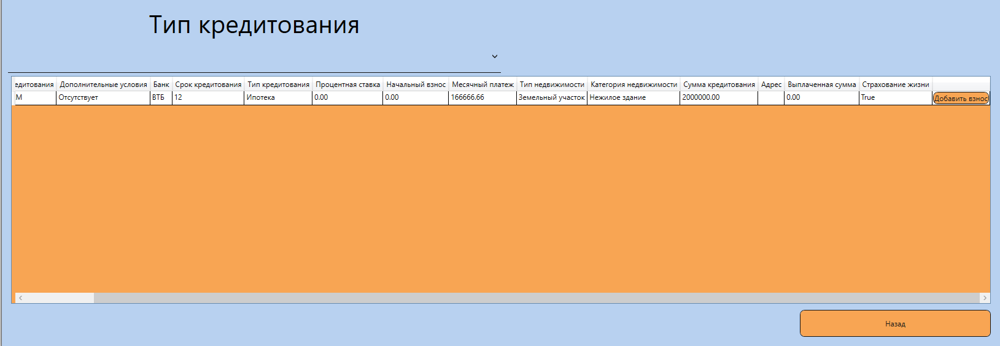 Тип кредитования
едитования Дополнительные условия Банк Срок кредитования Тип кредитования Процентная ставка Начальный взнос Месячный платеж Тип недвижимости Категория недвижимости Сумма кредитования Адрес Выплаченная сумма Страхование жизни
М Отсутствует ВТБ 12 Ипотека 0.00 0.00 166666.66 Земельный участок Нежилое здание 2000000.00 0.00 True Добавить взнос
Назад